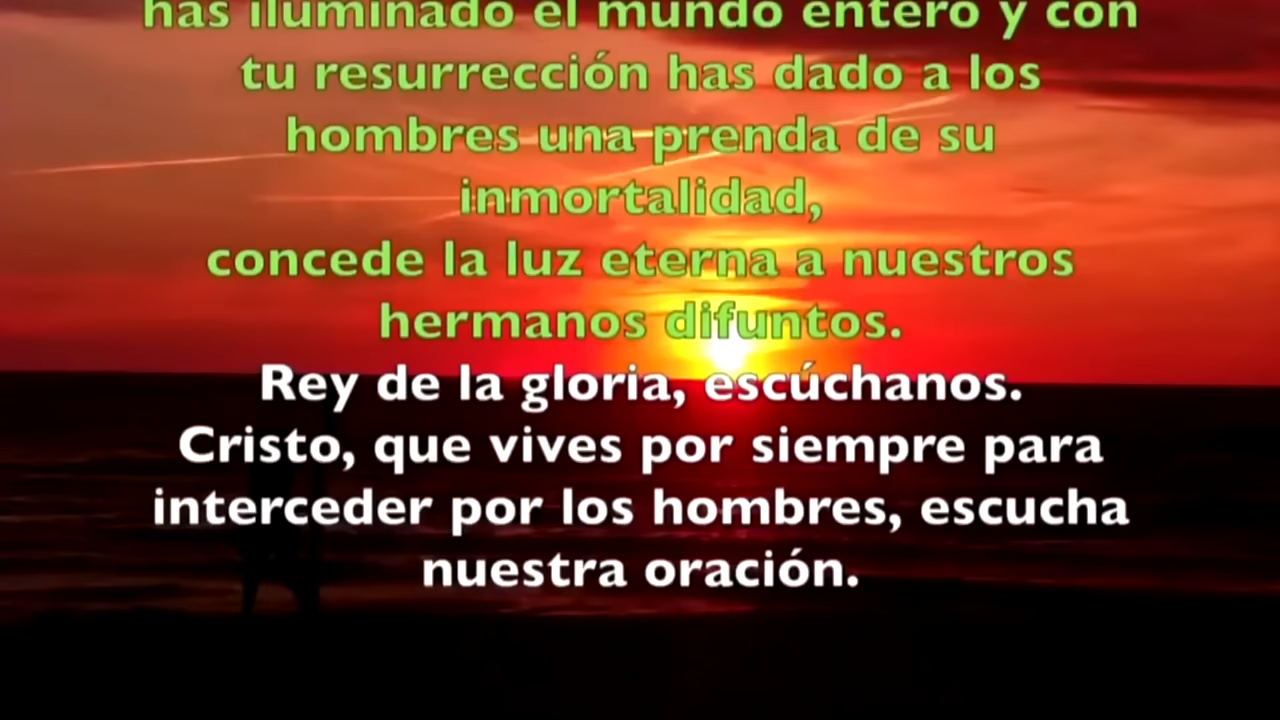 has iluminado el mundo entero y con
tu resurrección has dado a los
hombres una prenda de su
inmortalidad,
concede la luz eterna a nuestros
hermanos difuntos.
Rey de la gloria, escúchanos.
Cristo, que vives por siempre para
interceder por los hombres, escucha
nuestra oración.